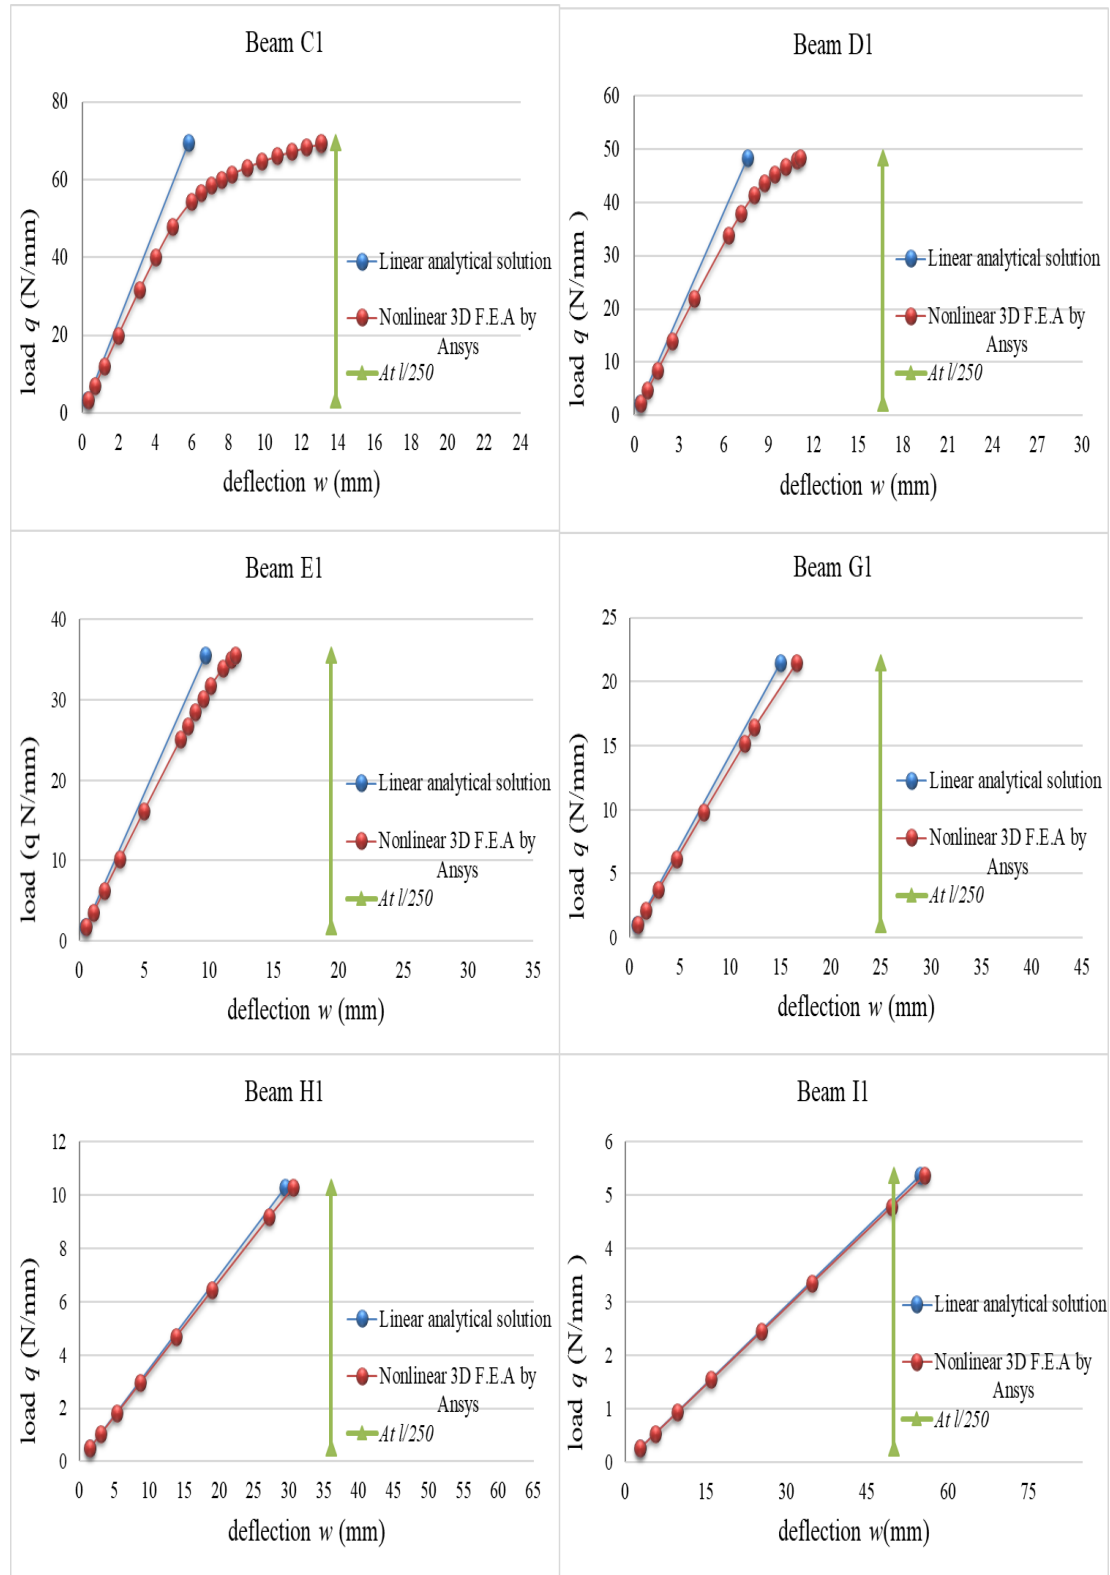 Beam C1
80
60
40
20
0
load q (N/mm)
0 2 4 6 8 10 12 14 16 18 20 22 24
deflection w (mm)
Linear analytical solution
Nonlinear 3D F.E.A by
Ansys
At l/250
Beam D1
60
50
40
30
20
10
0
load q (N/mm )
0 3 6 9 12 15 18 21 24 27 30
deflection w (mm)
Linear analytical solution
Nonlinear 3D F.E.A by
Ansys
At l/250
Beam E1
40
30
20
10
0
load (q N/mm)
0 5 10 15 20 25 30 35
deflection w (mm)
Linear analytical solution
Nonlinear 3D F.E.A by
Ansys
At l/250
Beam G1
25
20
15
10
5
0
load q (N/mm)
0 5 10 15 20 25 30 35 40 45
deflection w (mm)
Linear analytical solution
Nonlinear 3D F.E.A by
Ansys
At l/250
Beam H1
12
10
8
6
4
2
0
load q (N/mm)
0 5 10 15 20 25 30 35 40 45 50 55 60 65
deflection w (mm)
Linear analytical solution
Nonlinear 3D F.E.A by
Ansys
At l/250
Beam I1
6
5
4
3
2
1
0
load q (N/mm )
0 15 30 45 60 75
deflection w(mm)
Linear analytical solution
Nonlinear 3D F.E.A by
Ansys
At l/250